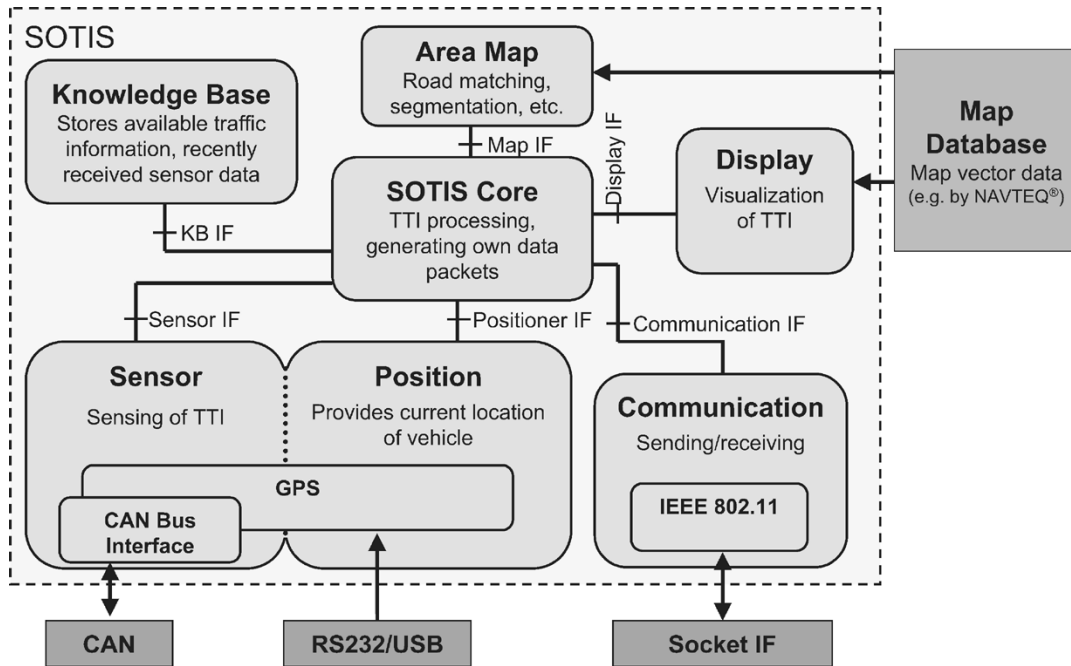 SOTIS
Area Map
Road matching,
segmentation, etc.
Knowledge Base
Stores available traffic
information, recently
received sensor data
Map
Database
Map vector data
(e.g. by NAVTEQ®)
Map IF
Display IF
Display
Visualization
of TTI
SOTIS Core
TTI processing,
generating own data
packets
KB IF
Sensor IF
Positioner IF
Communication IF
Sensor
Sensing of TTI
Position
Provides current location
of vehicle
Communication
Sending/receiving
GPS
CAN Bus
Interface
IEEE 802.11
CAN
RS232/USB
Socket IF